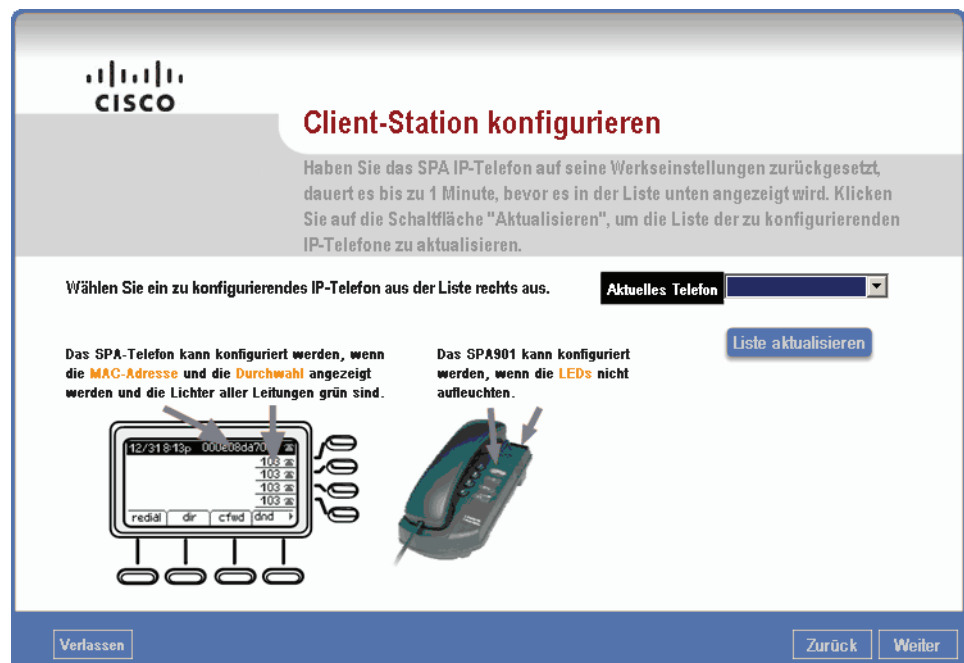 CISCO
Client-Station konfigurieren
Haben Sie das SPA IP-Telefon auf seine Werkseinstellungen zurückgesetzt,
dauert es bis zu 1 Minute, bevor es in der Liste unten angezeigt wird. Klicken
Sie auf die Schaltfläche "Aktualisieren", um die Liste der zu konfigurierenden
IP-Telefone zu aktualisieren.
Wählen Sie ein zu konfigurierendes IP-Telefon aus der Liste rechts aus.
Aktuelles Telefon
Liste aktualisieren
Das SPA-Telefon kann konfiguriert werden, wenn
die MAC-Adresse und die Durchwahl angezeigt
werden und die Lichter aller Leitungen grün sind.
Das SPA901 kann konfiguriert
werden, wenn die LEDs nicht
aufleuchten.
12/31 8:13p
103
103
103
103
redial dir cfwd dnd
Verlassen
Zurück
Weiter